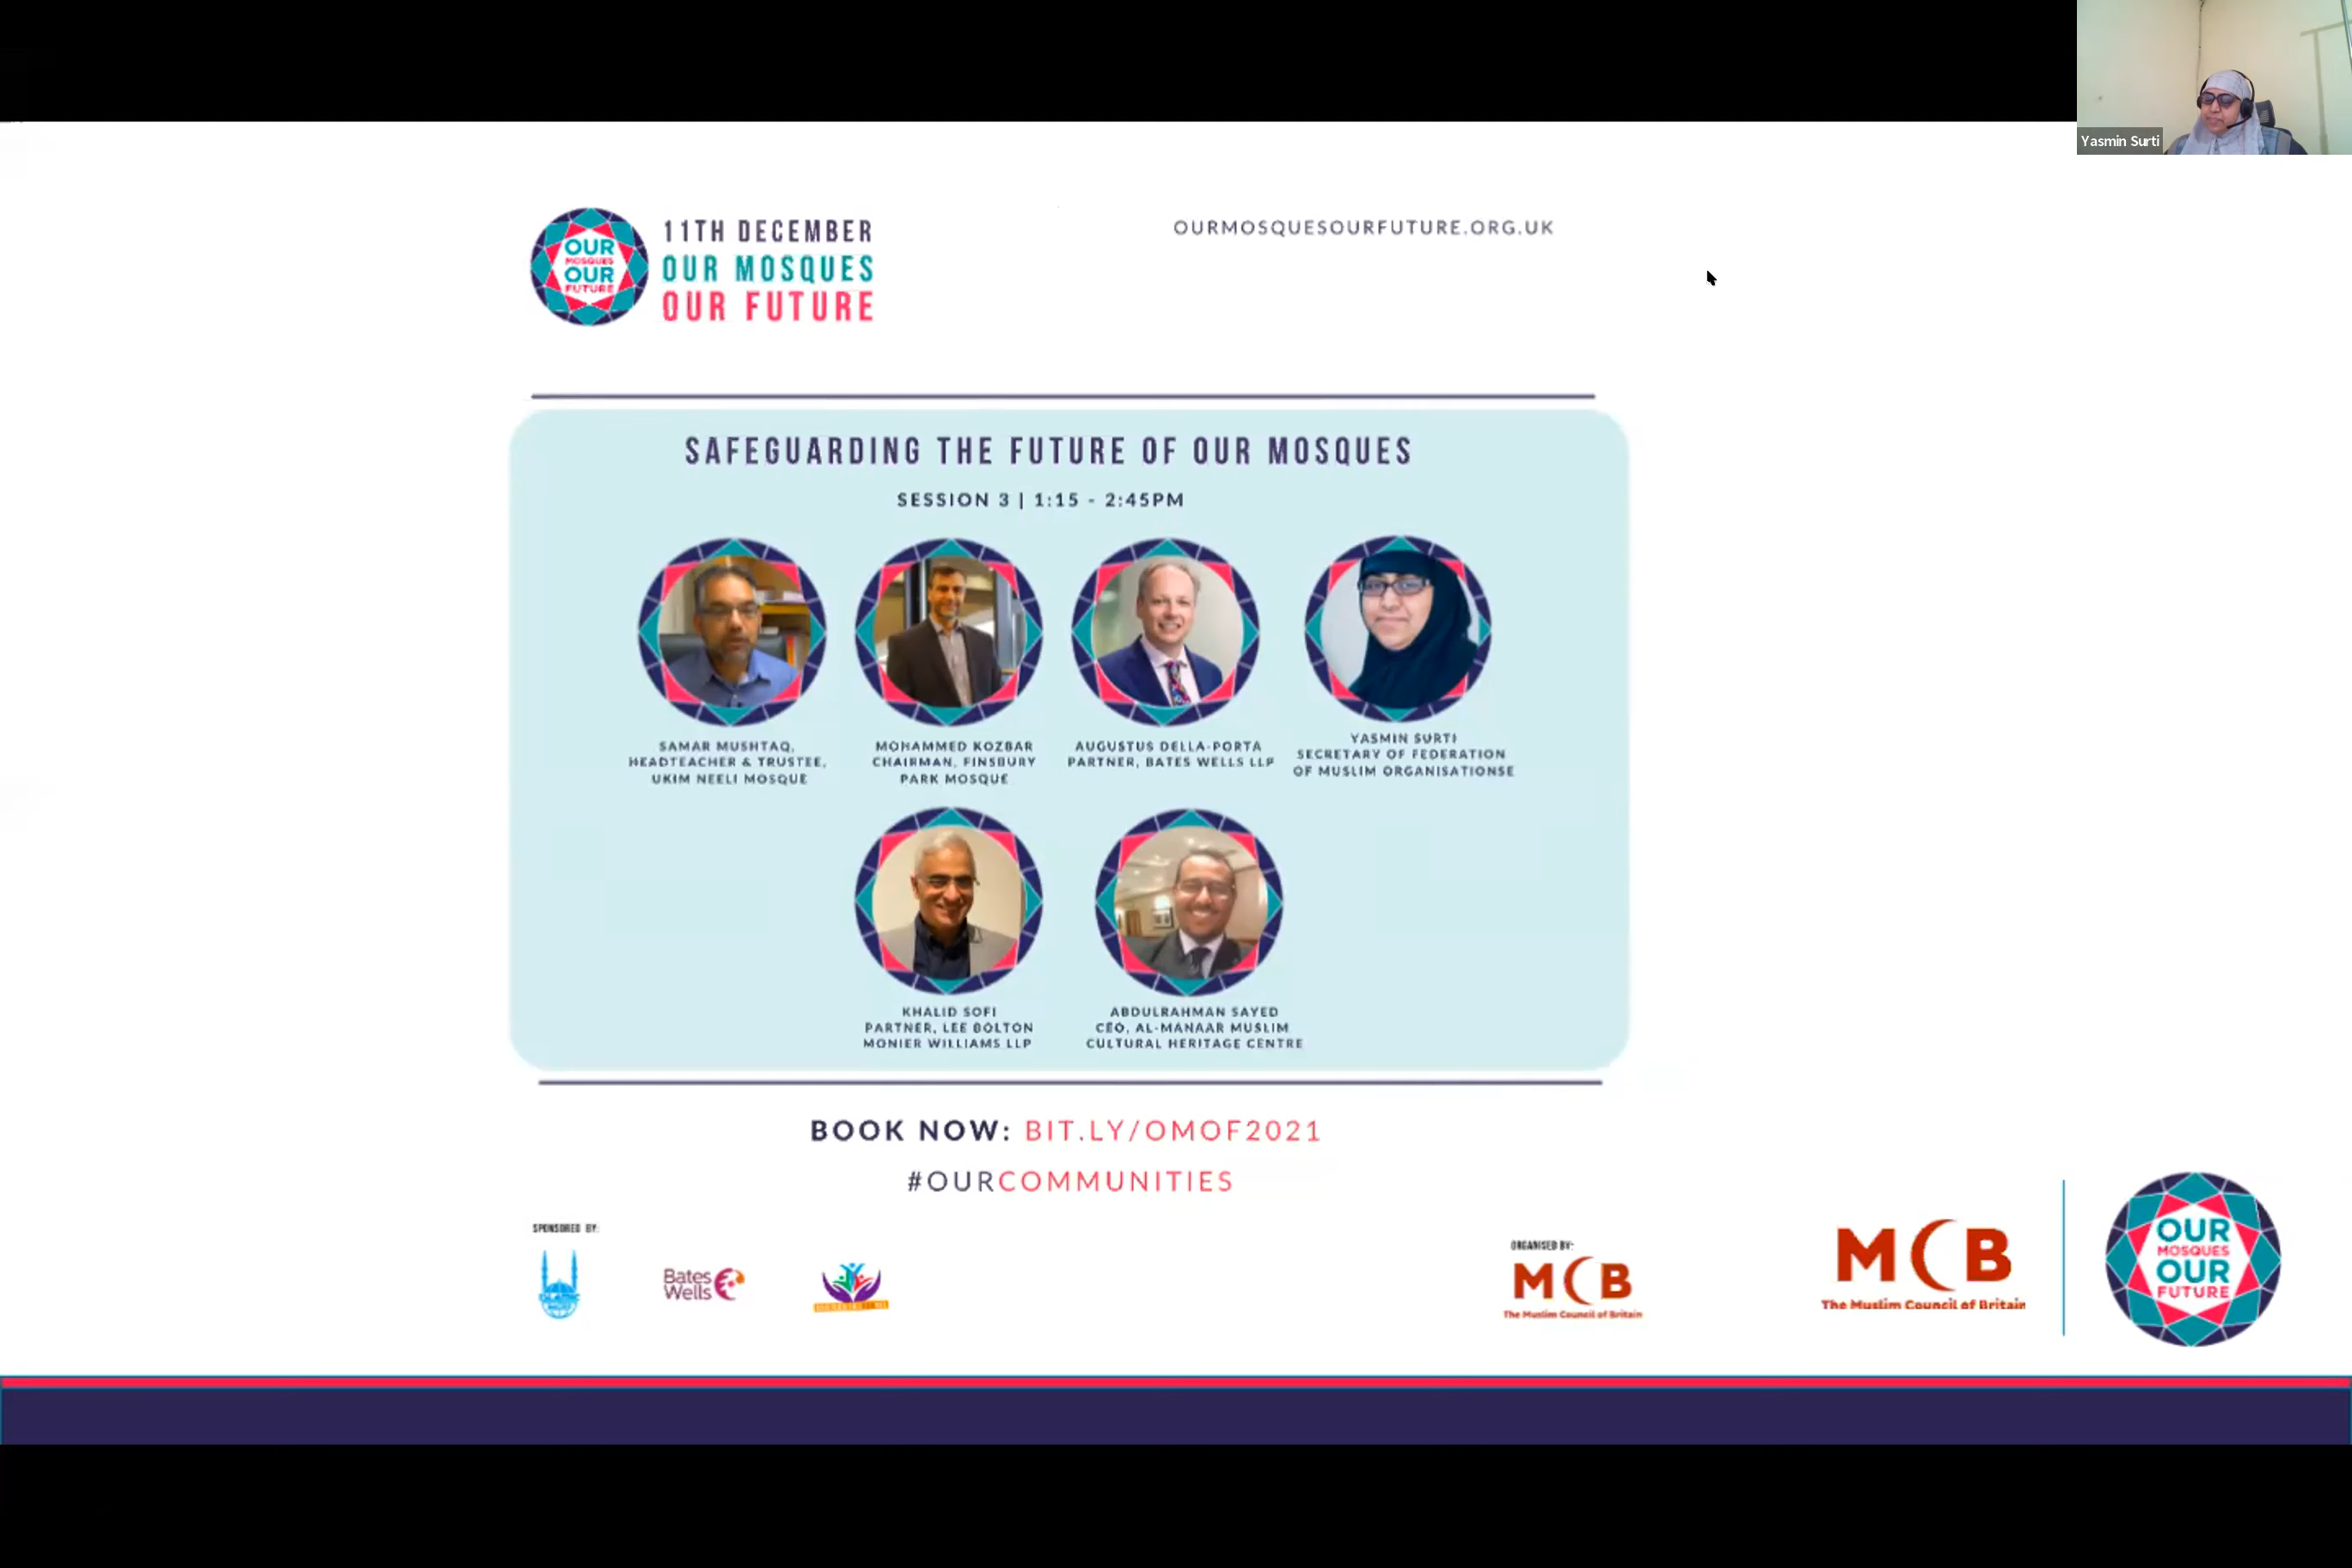 Yasmin Surti
OUR
MOSQUES
OUR
FUTURE
11TH DECEMBER
OUR MOSQUES
OUR FUTURE
OURMOSQUESOURFUTURE.ORG.UK
SAFEGUARDING THE FUTURE OF OUR MOSQUES
SESSION 3 | 1:15 - 2:45PM
SAMAR MUSHTAQ,
HEADTEACHER & TRUSTEE,
UKIM NEELI MOSQUE
MOHAMMED KOZBAR
CHAIRMAN, FINSBURY
PARK MOSQUE
AUGUSTUS DELLA-PORTA
PARTNER, BATES WELLS LLP
YASMIN SURTI
SECRETARY OF FEDERATION
OF MUSLIM ORGANISATIONSE
KHALID SOFI
PARTNER, LEE BOLTON
MONIER WILLIAMS LLP
ABDULRAHMAN SAYED
CEO, AL-MANAAR MUSLIM
CULTURAL HERITAGE CENTRE
BOOK NOW: BIT.LY/OMOF2021
#OURCOMMUNITIES
SPONSORED BY:
Bates
Wells
ORGANISED BY:
MCB
The Muslim Council of Britain
MCB
The Muslim Council of Britain
OUR
MOSQUES
OUR
FUTURE